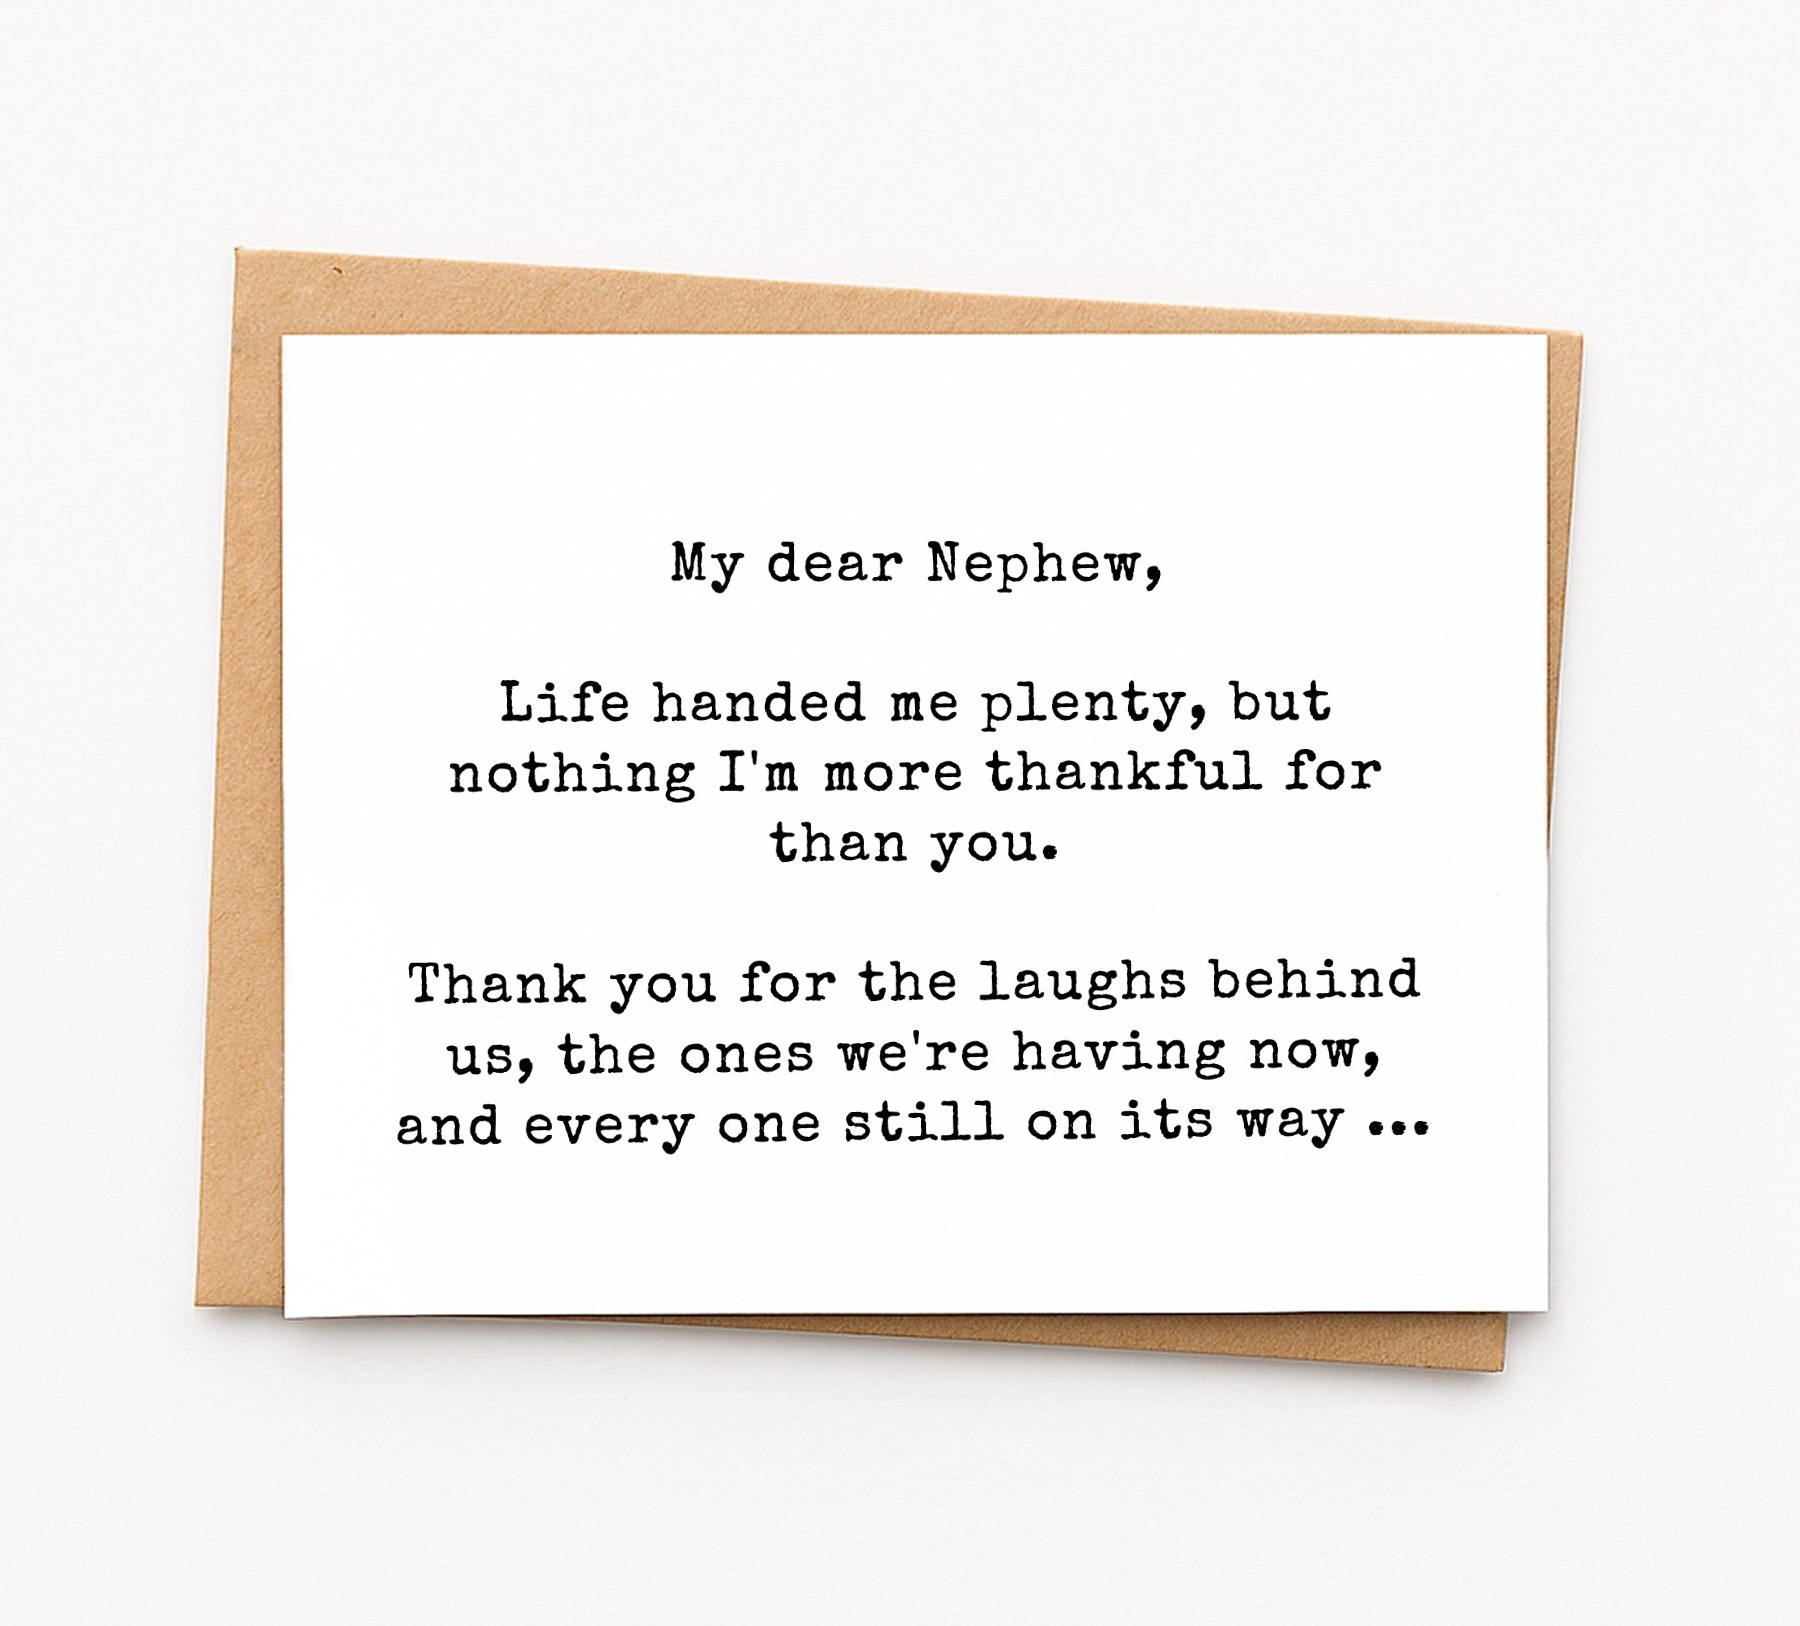 My dear Nephew,
Life handed me plenty, but
nothing I'm more thankful for
than you.
Thank you for the laughs behind
us, the ones we're having now,
and every one still on its way ...